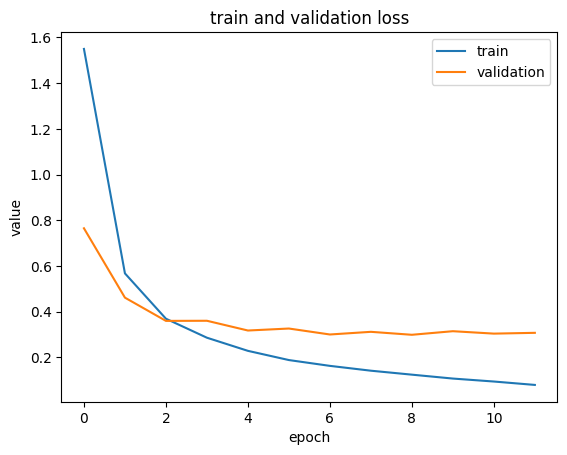 train and validation loss
train
validation
value
1.6
1.4
1.2
1.0
0.8
0.6
0.4
0.2
0 2 4 6 8 10
epoch